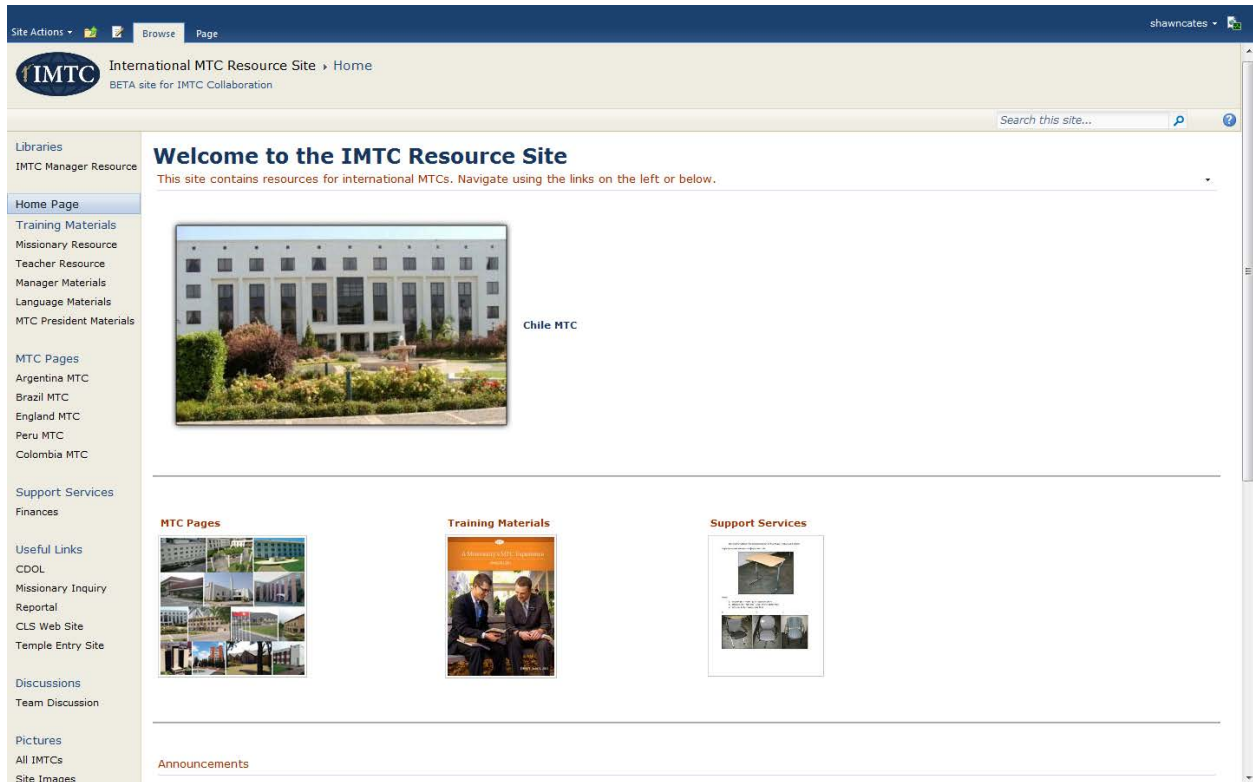 Site Actions
Browse
Page
shawncates
IMTC
International MTC Resource Site › Home
BETA site for IMTC Collaboration
Search this site...
Libraries
IMTC Manager Resource
Home Page
Training Materials
Missionary Resource
Teacher Resource
Manager Materials
Language Materials
MTC President Materials
MTC Pages
Argentina MTC
Brazil MTC
England MTC
Peru MTC
Colombia MTC
Support Services
Finances
Useful Links
CDOL
Missionary Inquiry
Reportal
CLS Web Site
Temple Entry Site
Discussions
Team Discussion
Pictures
All IMTCs
Site Images
Welcome to the IMTC Resource Site
This site contains resources for international MTCs. Navigate using the links on the left or below.
Chile MTC
MTC Pages
Training Materials
Support Services
Announcements